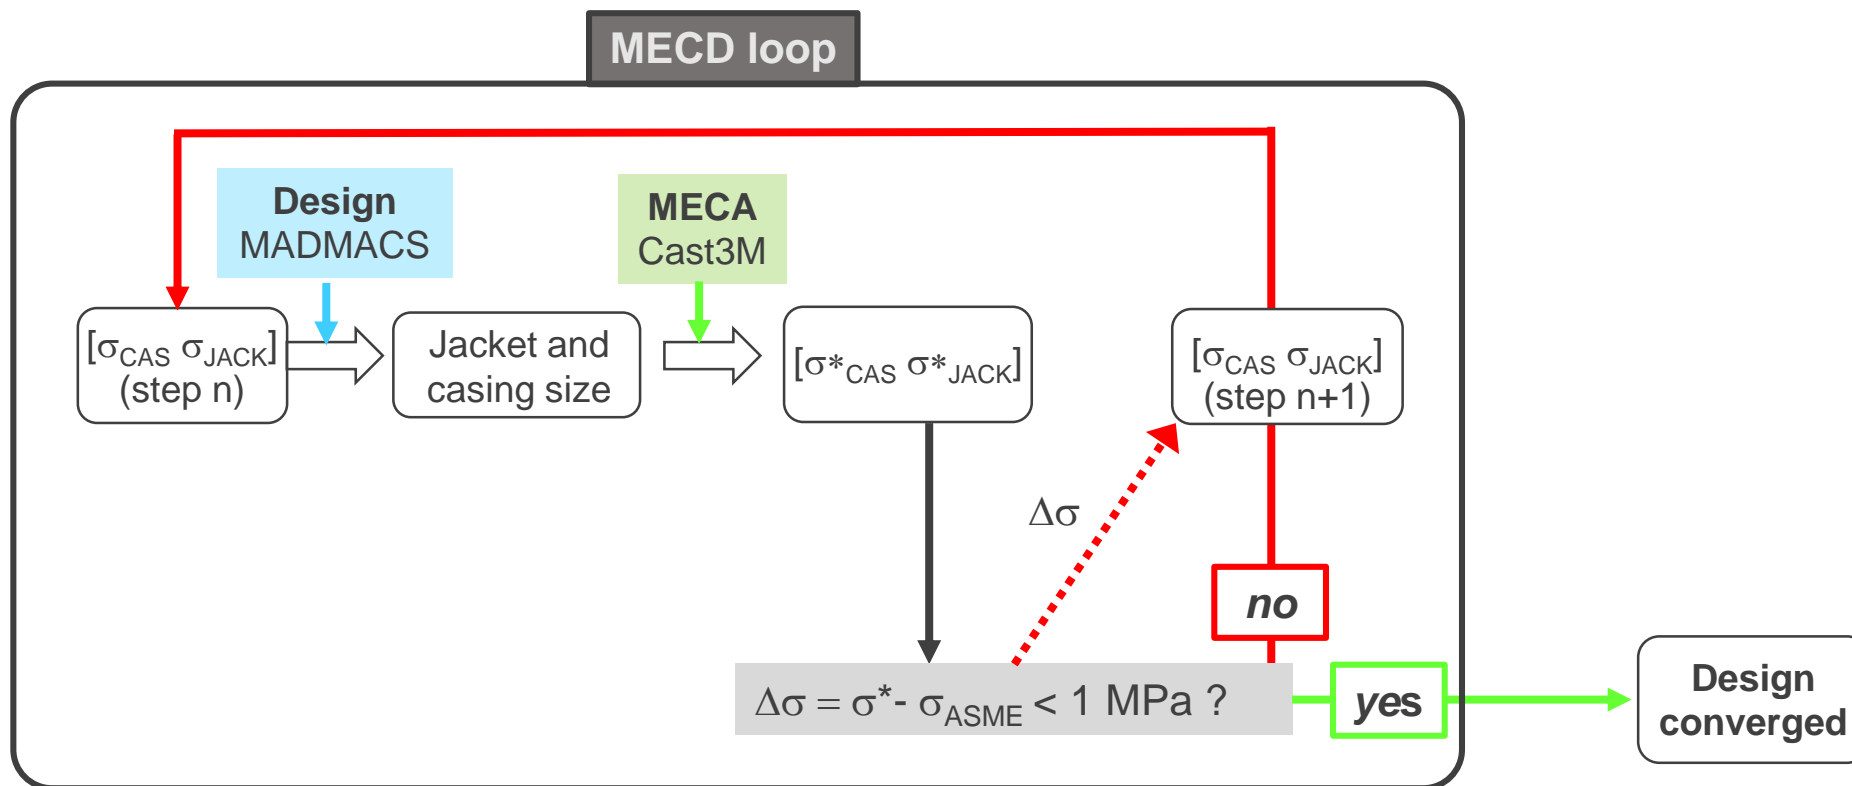 MECD loop
Design
MADMACS
MECA
Cast3M
[σCAS σJACK]
(step n)
Jacket and
casing size
[σ*CAS σ*JACK]
[σCAS σJACK]
(step n+1)
Δσ
no
Δσ = σ*- σASME < 1 MPa ?
yes
Design
converged